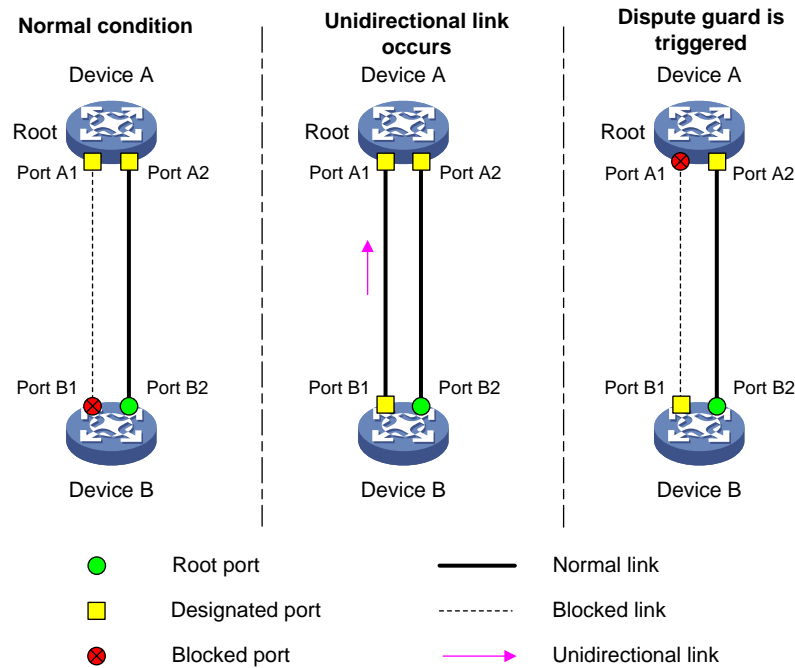 Normal condition
Unidirectional link
occurs
Dispute guard is
triggered
Device A
Root
Port A1
Port A2
Port B1
Port B2
Device B
Device A
Root
Port A1
Port A2
Port B1
Port B2
Device B
Device A
Root
Port A1
Port A2
Port B1
Port B2
Device B
Root port
Normal link
Designated port
Blocked link
Blocked port
Unidirectional link